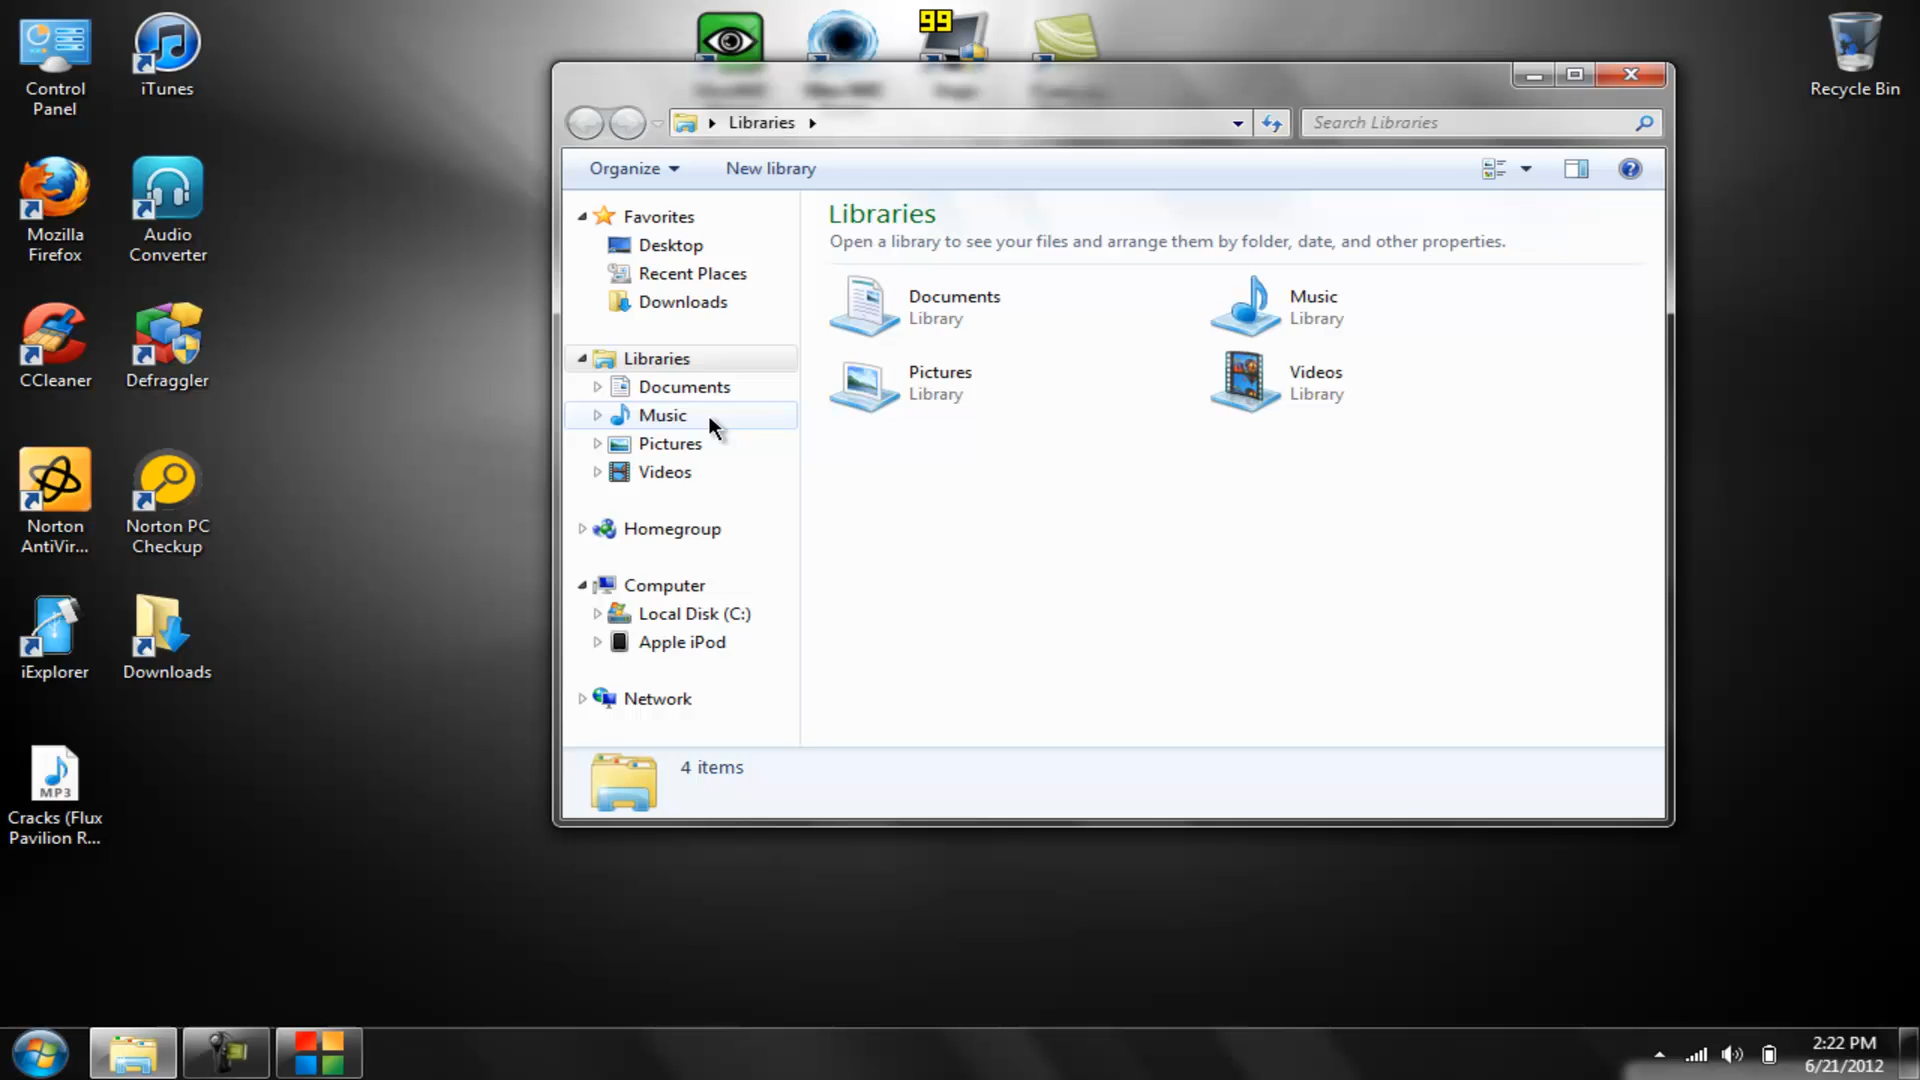 Control
Panel
iTunes
Mozilla
Firefox
Audio
Converter
CCleaner
Defraggler
Norton
AntiVir...
Norton PC
Checkup
iExplorer
Downloads
MP3
Cracks (Flux
Pavilion R...
99
Recycle Bin
Libraries
Search Libraries
Organize
New library
Favorites
Desktop
Recent Places
Downloads
Libraries
Documents
Music
Pictures
Videos
Homegroup
Computer
Local Disk (C:)
Apple iPod
Network
Libraries
Open a library to see your files and arrange them by folder, date, and other properties.
Documents
Library
Music
Library
Pictures
Library
Videos
Library
4 items
2:22 PM
6/21/2012